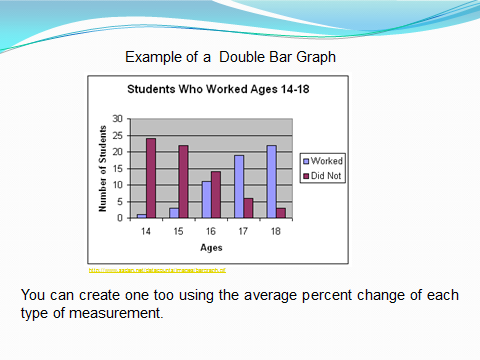 Example of a Double Bar Graph
Students Who Worked Ages 14-18
Number of Students
30
25
20
15
10
5
0
14 15 16 17 18
Ages
Worked
Did Not
You can create one too using the average percent change of each
type of measurement.